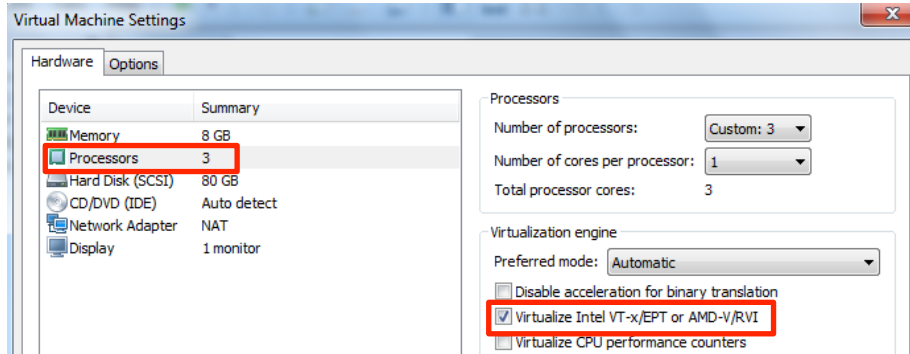 Virtual Machine Settings
Hardware
Options
Device
Summary
Memory
8 GB
Processors
3
Hard Disk (SCSI)
80 GB
CD/DVD (IDE)
Auto detect
Network Adapter
NAT
Display
1 monitor
Processors
Number of processors:
Custom: 3
Number of cores per processor:
1
Total processor cores:
3
Virtualization engine
Preferred mode:
Automatic
Disable acceleration for binary translation
Virtualize Intel VT-x/EPT or AMD-V/RVI
Virtualize CPU performance counters